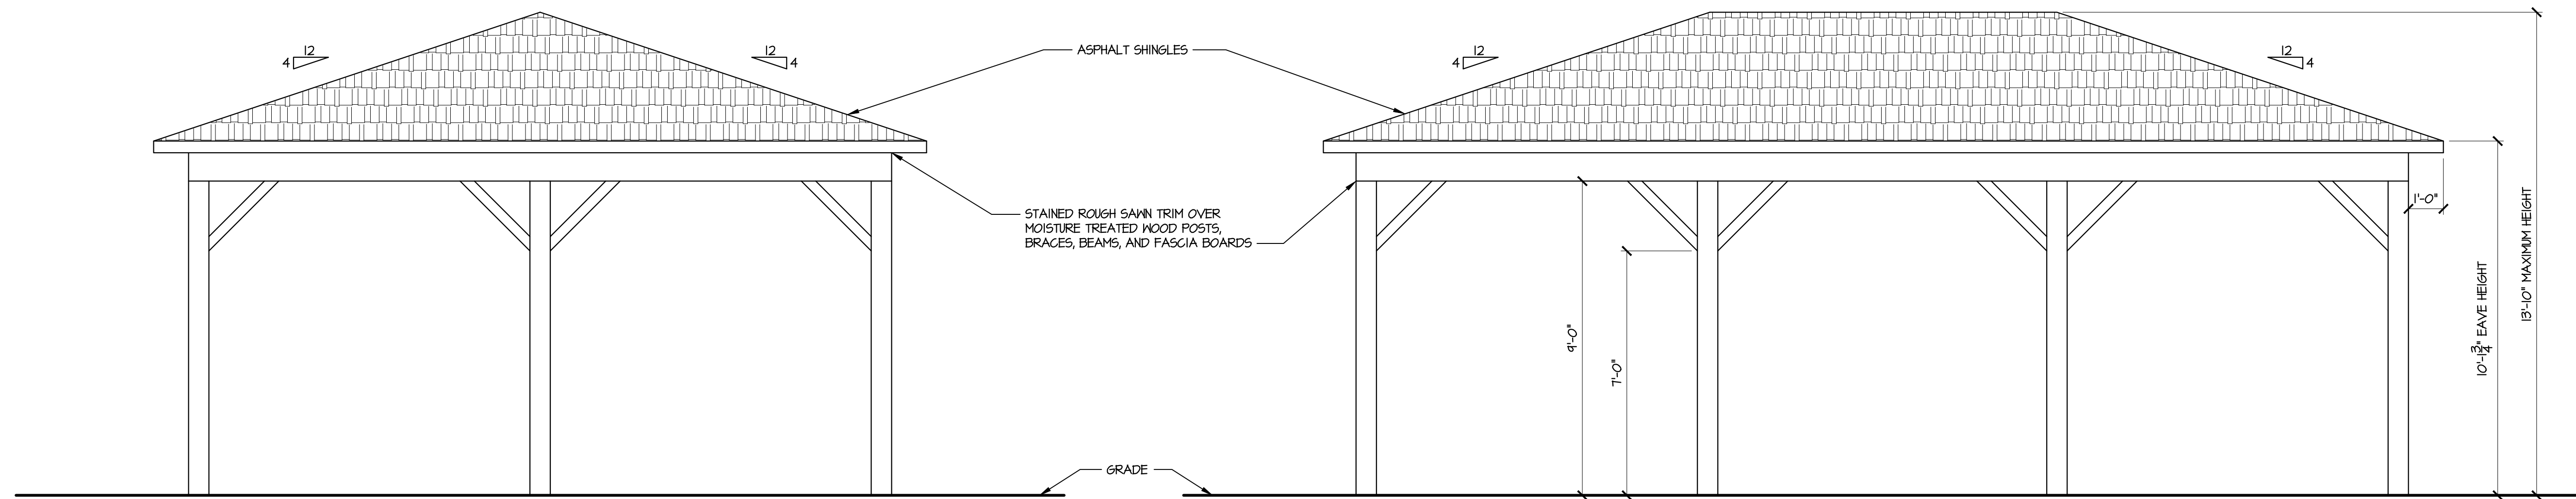 12
4
12
4
ASPHALT SHINGLES
12
4
12
4
STAINED ROUGH SAWN TRIM OVER
MOISTURE TREATED WOOD POSTS,
BRACES, BEAMS, AND FASCIA BOARDS
1'-0"
9'-0"
7'-0"
10'-1 3/4" EAVE HEIGHT
13'-10" MAXIMUM HEIGHT
GRADE